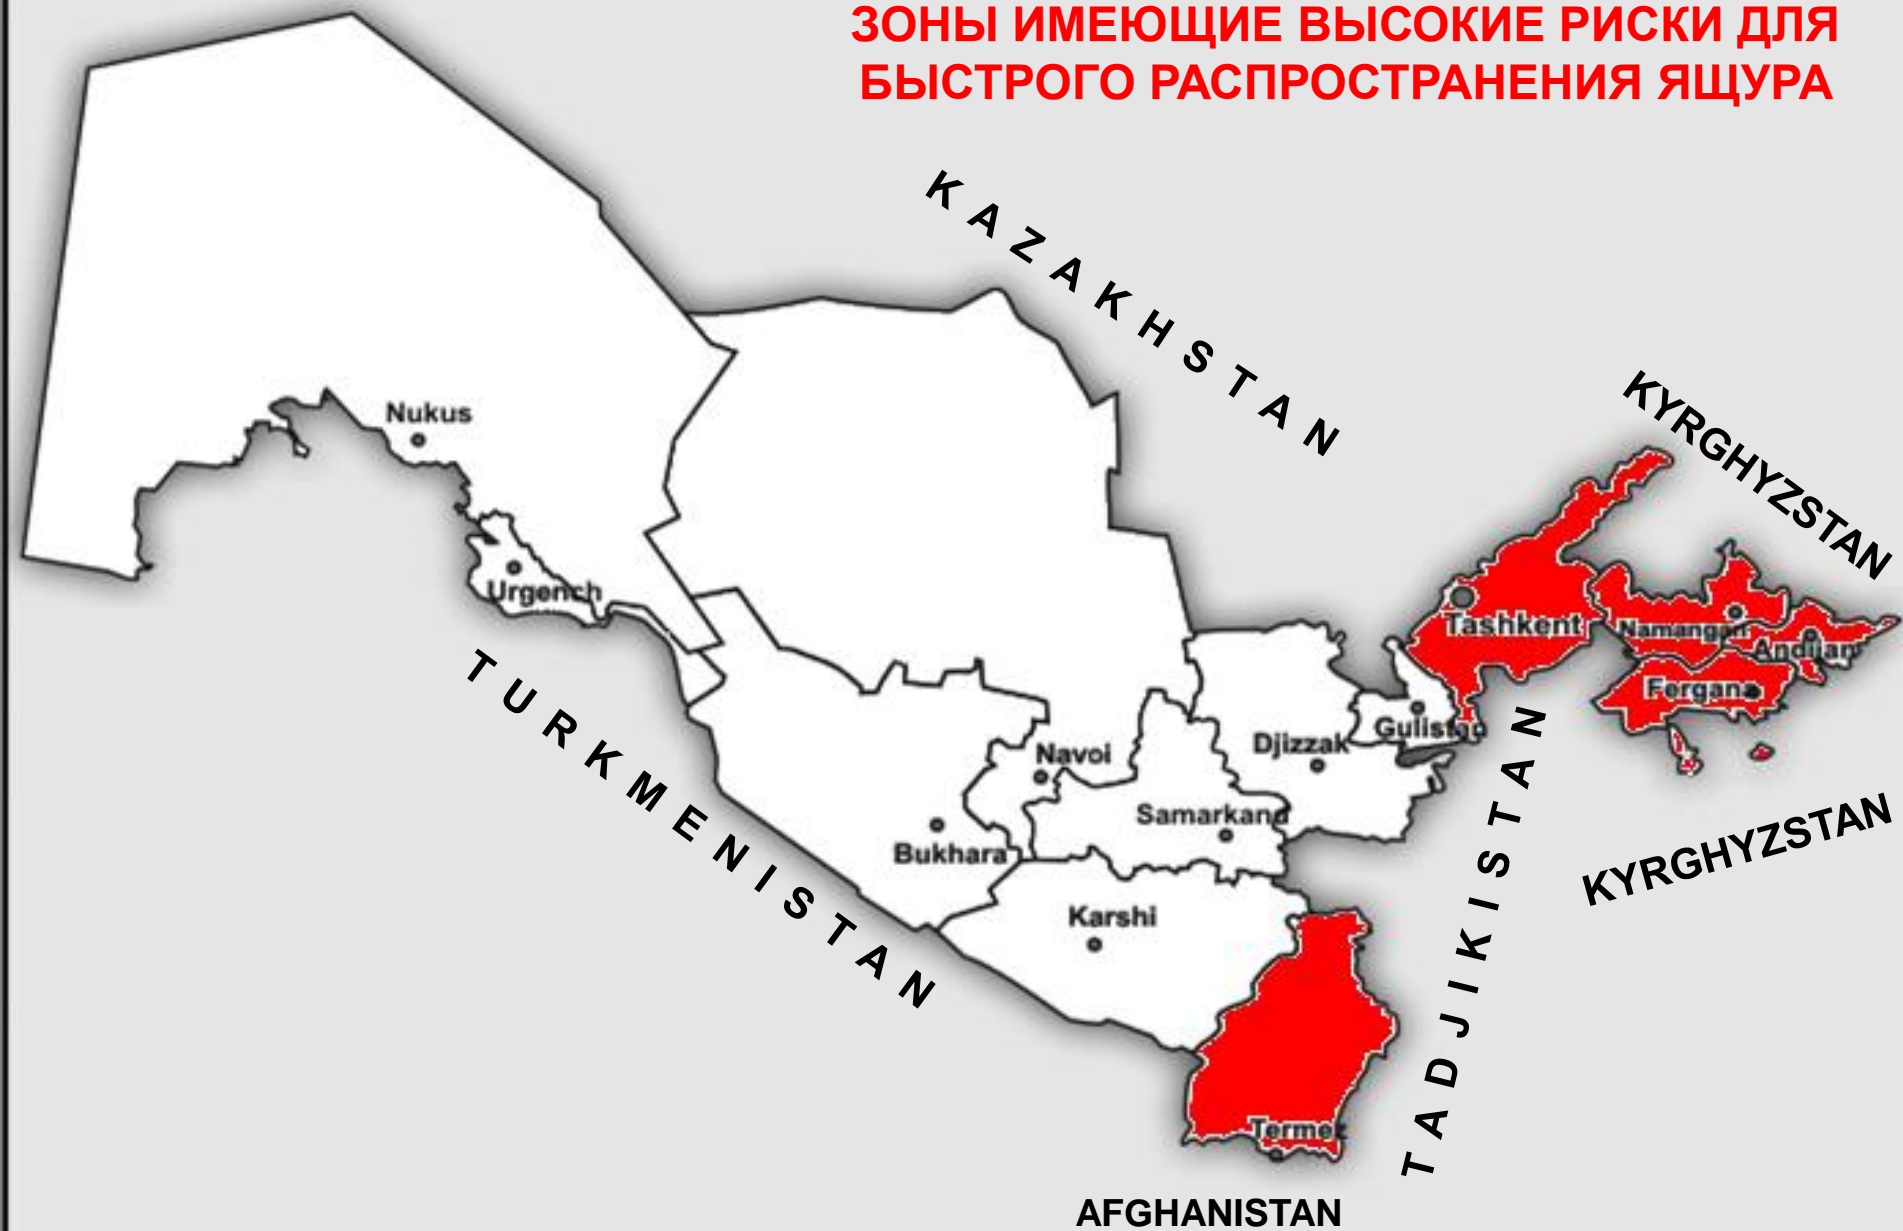 ЗОНЫ ИМЕЮЩИЕ ВЫСОКИЕ РИСКИ ДЛЯ
БЫСТРОГО РАСПРОСТРАНЕНИЯ ЯЩУРА
KAZAKHSTAN
KYRGHYZSTAN
Nukus
Urgench
Tashkent
Namangan
Andijan
Fergana
TURKMENISTAN
Gulistan
Djizzak
Navoi
Samarkand
Bukhara
TADJIKISTAN
KYRGHYZSTAN
Karshi
Termez
AFGHANISTAN